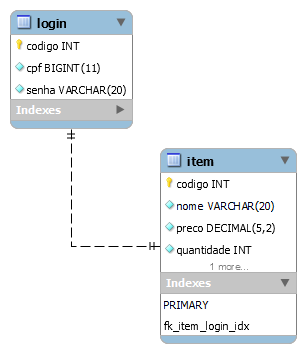 login
codigo INT
cpf BIGINT(11)
senha VARCHAR(20)
Indexes
item
codigo INT
nome VARCHAR(20)
preco DECIMAL(5,2)
quantidade INT
1 more...
Indexes
PRIMARY
fk_item_login_idx